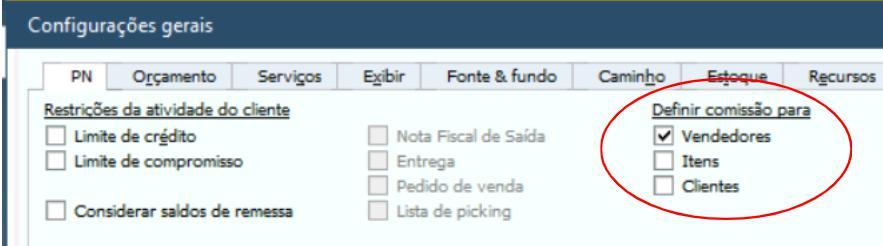 Configurações gerais
PN Orçamento Serviços Exibir Fonte & fundo Caminho Estoque Recursos
Restrições da atividade do cliente Definir comissão para
Limite de crédito Nota Fiscal de Saída Vendedores
Limite de compromisso Entrega Itens
Pedido de venda Clientes
Considerar saldos de remessa Lista de picking